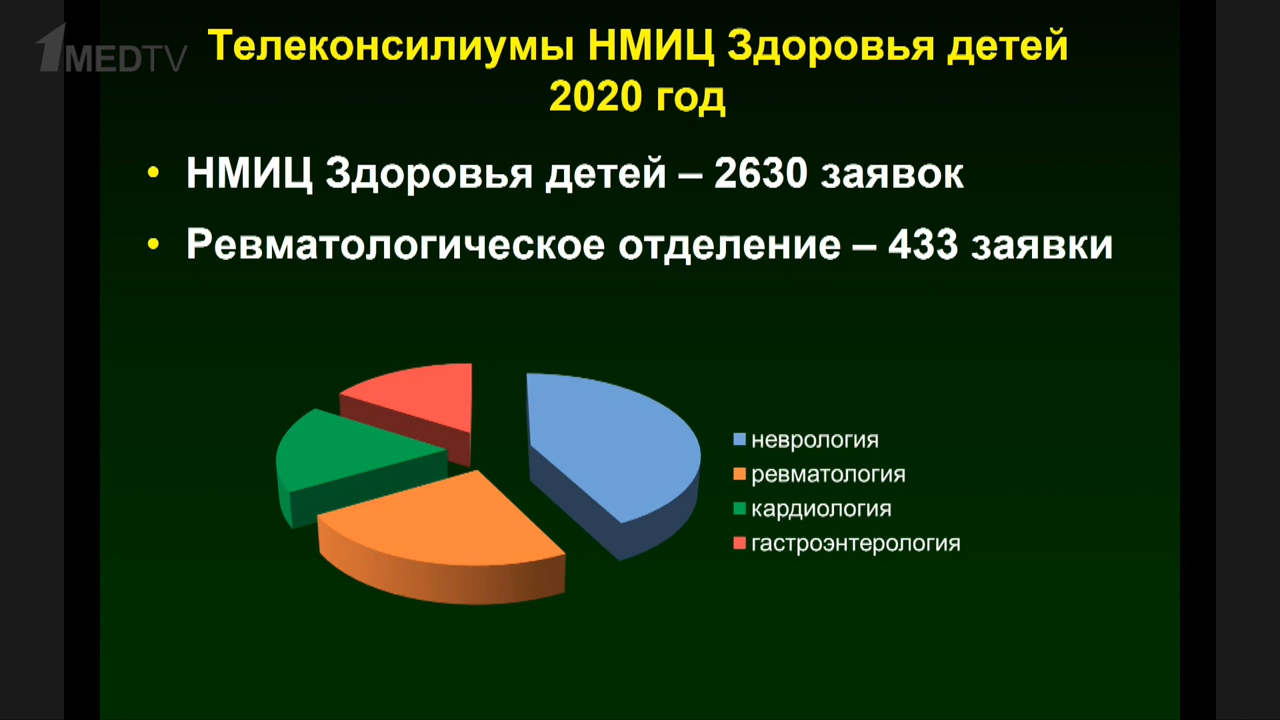 1MEDTV
Телеконсилиумы НМИЦ Здоровья детей
2020 год
• НМИЦ Здоровья детей – 2630 заявок
• Ревматологическое отделение – 433 заявки
неврология
ревматология
кардиология
гастроэнтерология